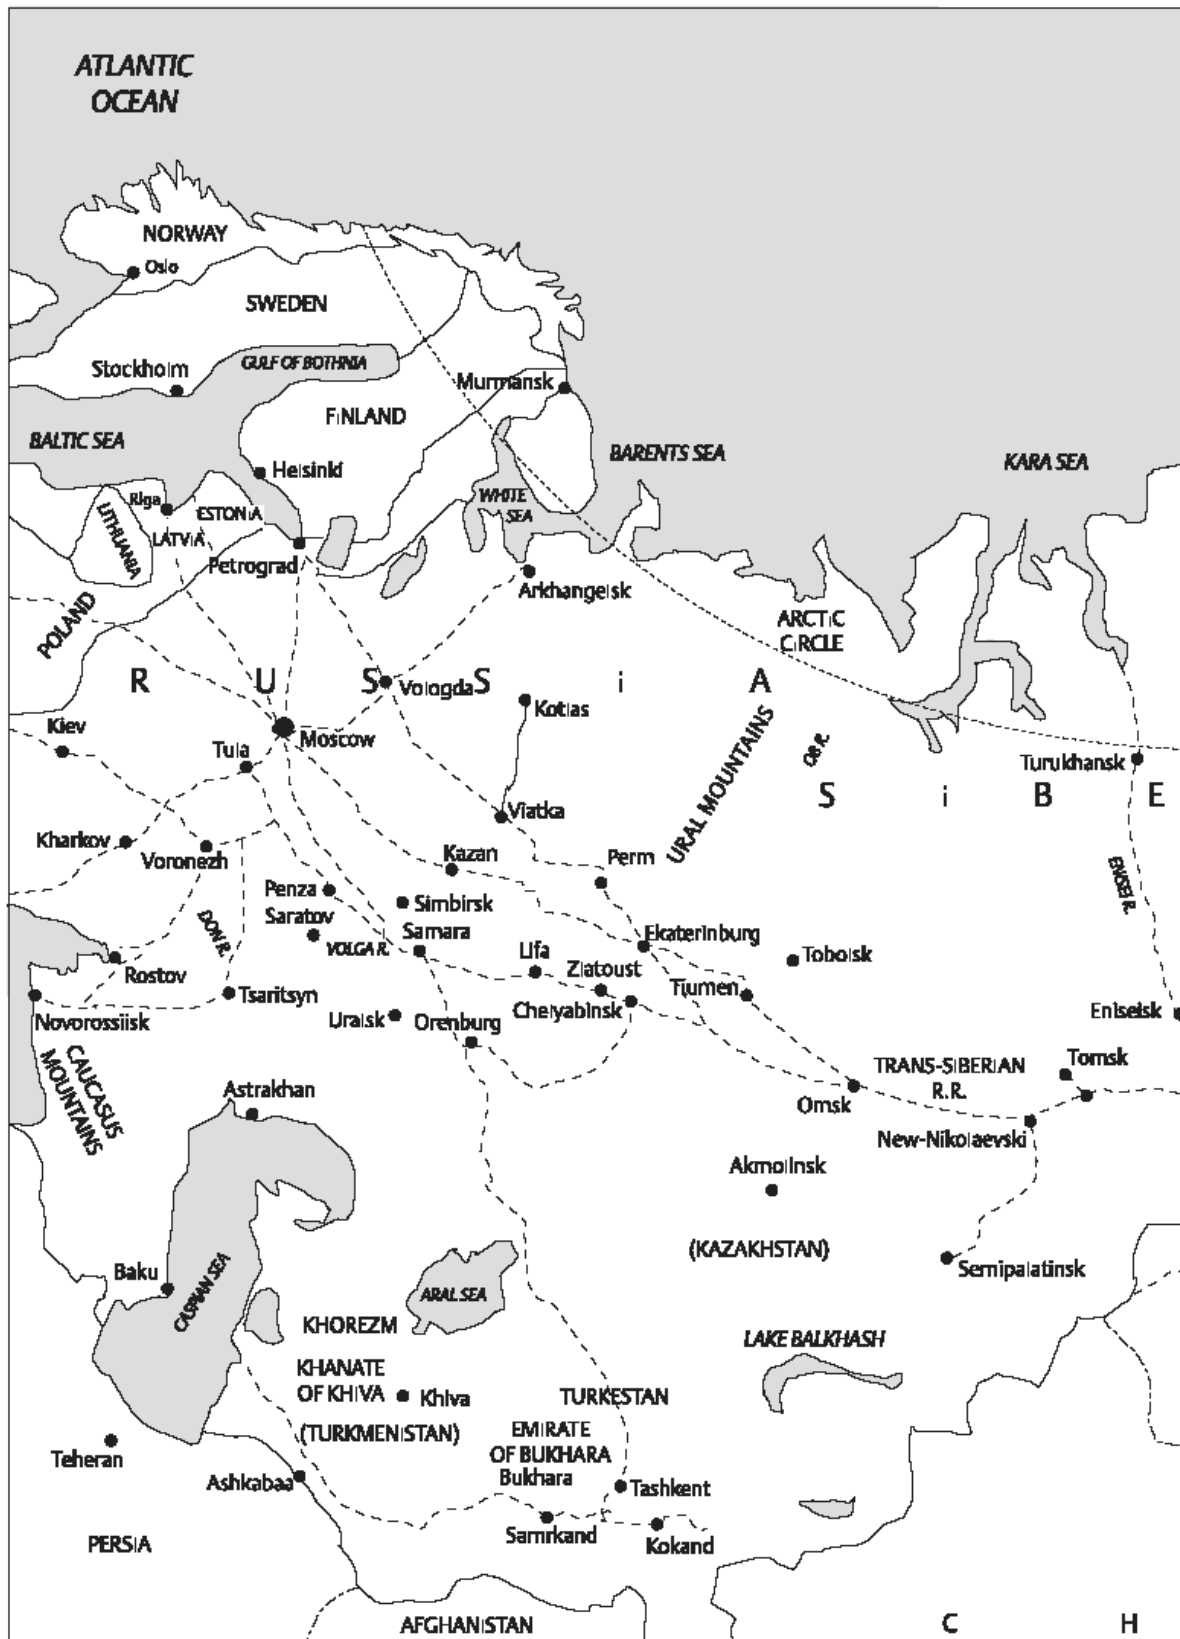 ATLANTIC
OCEAN
NORWAY
Oslo
SWEDEN
Stockholm
GULF OF BOTHNIA
Murmansk
FiNLAND
BALTIC SEA
BARENTS SEA
KARA SEA
Helsinki
WHITE
SEA
Riga
ESTONiA
LITHUANIA
LATViA
Petrograd
Arkhangelsk
POLAND
ARCTiC
CiRCLE
R U S S i A
Vologda
Kotlas
Kiev
Moscow
Tula
URAL MOUNTAINS
OB R.
Turukhansk
S i B E
Viatka
Kharkov
Voronezh
Kazan
Perm
ENISEI R.
Penza
Simbirsk
Saratov
DON R.
VOLGA R.
Samara
Ekaterinburg
Tobolsk
Rostov
Ufa
Zlatoust
Tiumen
Tsaritsyn
Chelyabinsk
Novorossiisk
Uralsk
Orenburg
Eniseisk
CAUCASUS
MOUNTAINS
TRANS-SIBERIAN
R.R.
Tomsk
Astrakhan
Omsk
New-Nikolaevski
Akmolinsk
(KAZAKHSTAN)
Semipalatinsk
Baku
CASPIAN SEA
ARAL SEA
KHOREZM
LAKE BALKHASH
KHANATE
OF KHIVA
Khiva
TURKESTAN
(TURKMENISTAN)
EMIRATE
OF BUKHARA
Bukhara
Teheran
Ashkabaa
Tashkent
Samrkand
Kokand
PERSIA
AFGHANISTAN
C H